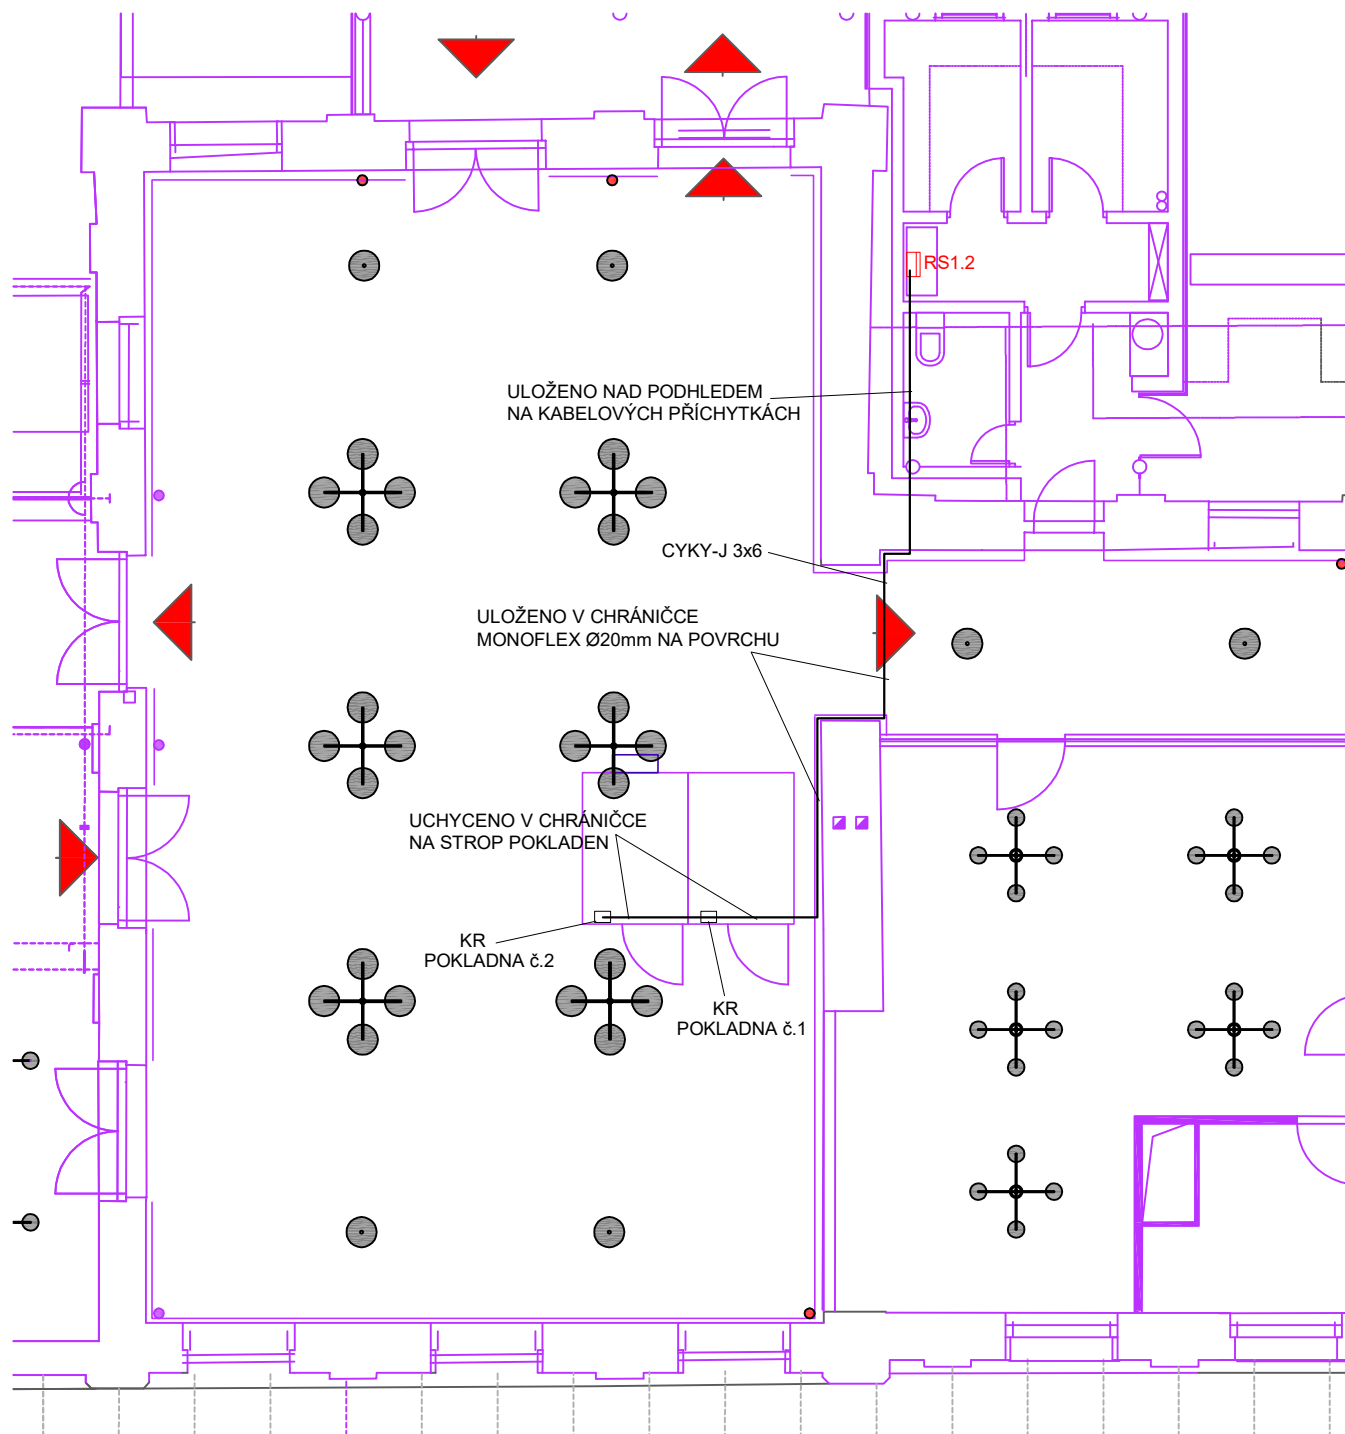 RS1.2
ULOŽENO NAD PODHLEDEM
NA KABELOVÝCH PŘÍCHYTKÁCH
CYKY-J 3x6
ULOŽENO V CHRÁNIČCE
MONOFLEX Ø20mm NA POVRCHU
UCHYCENO V CHRÁNIČCE
NA STROP POKLADEN
KR
POKLADNA č.2
KR
POKLADNA č.1